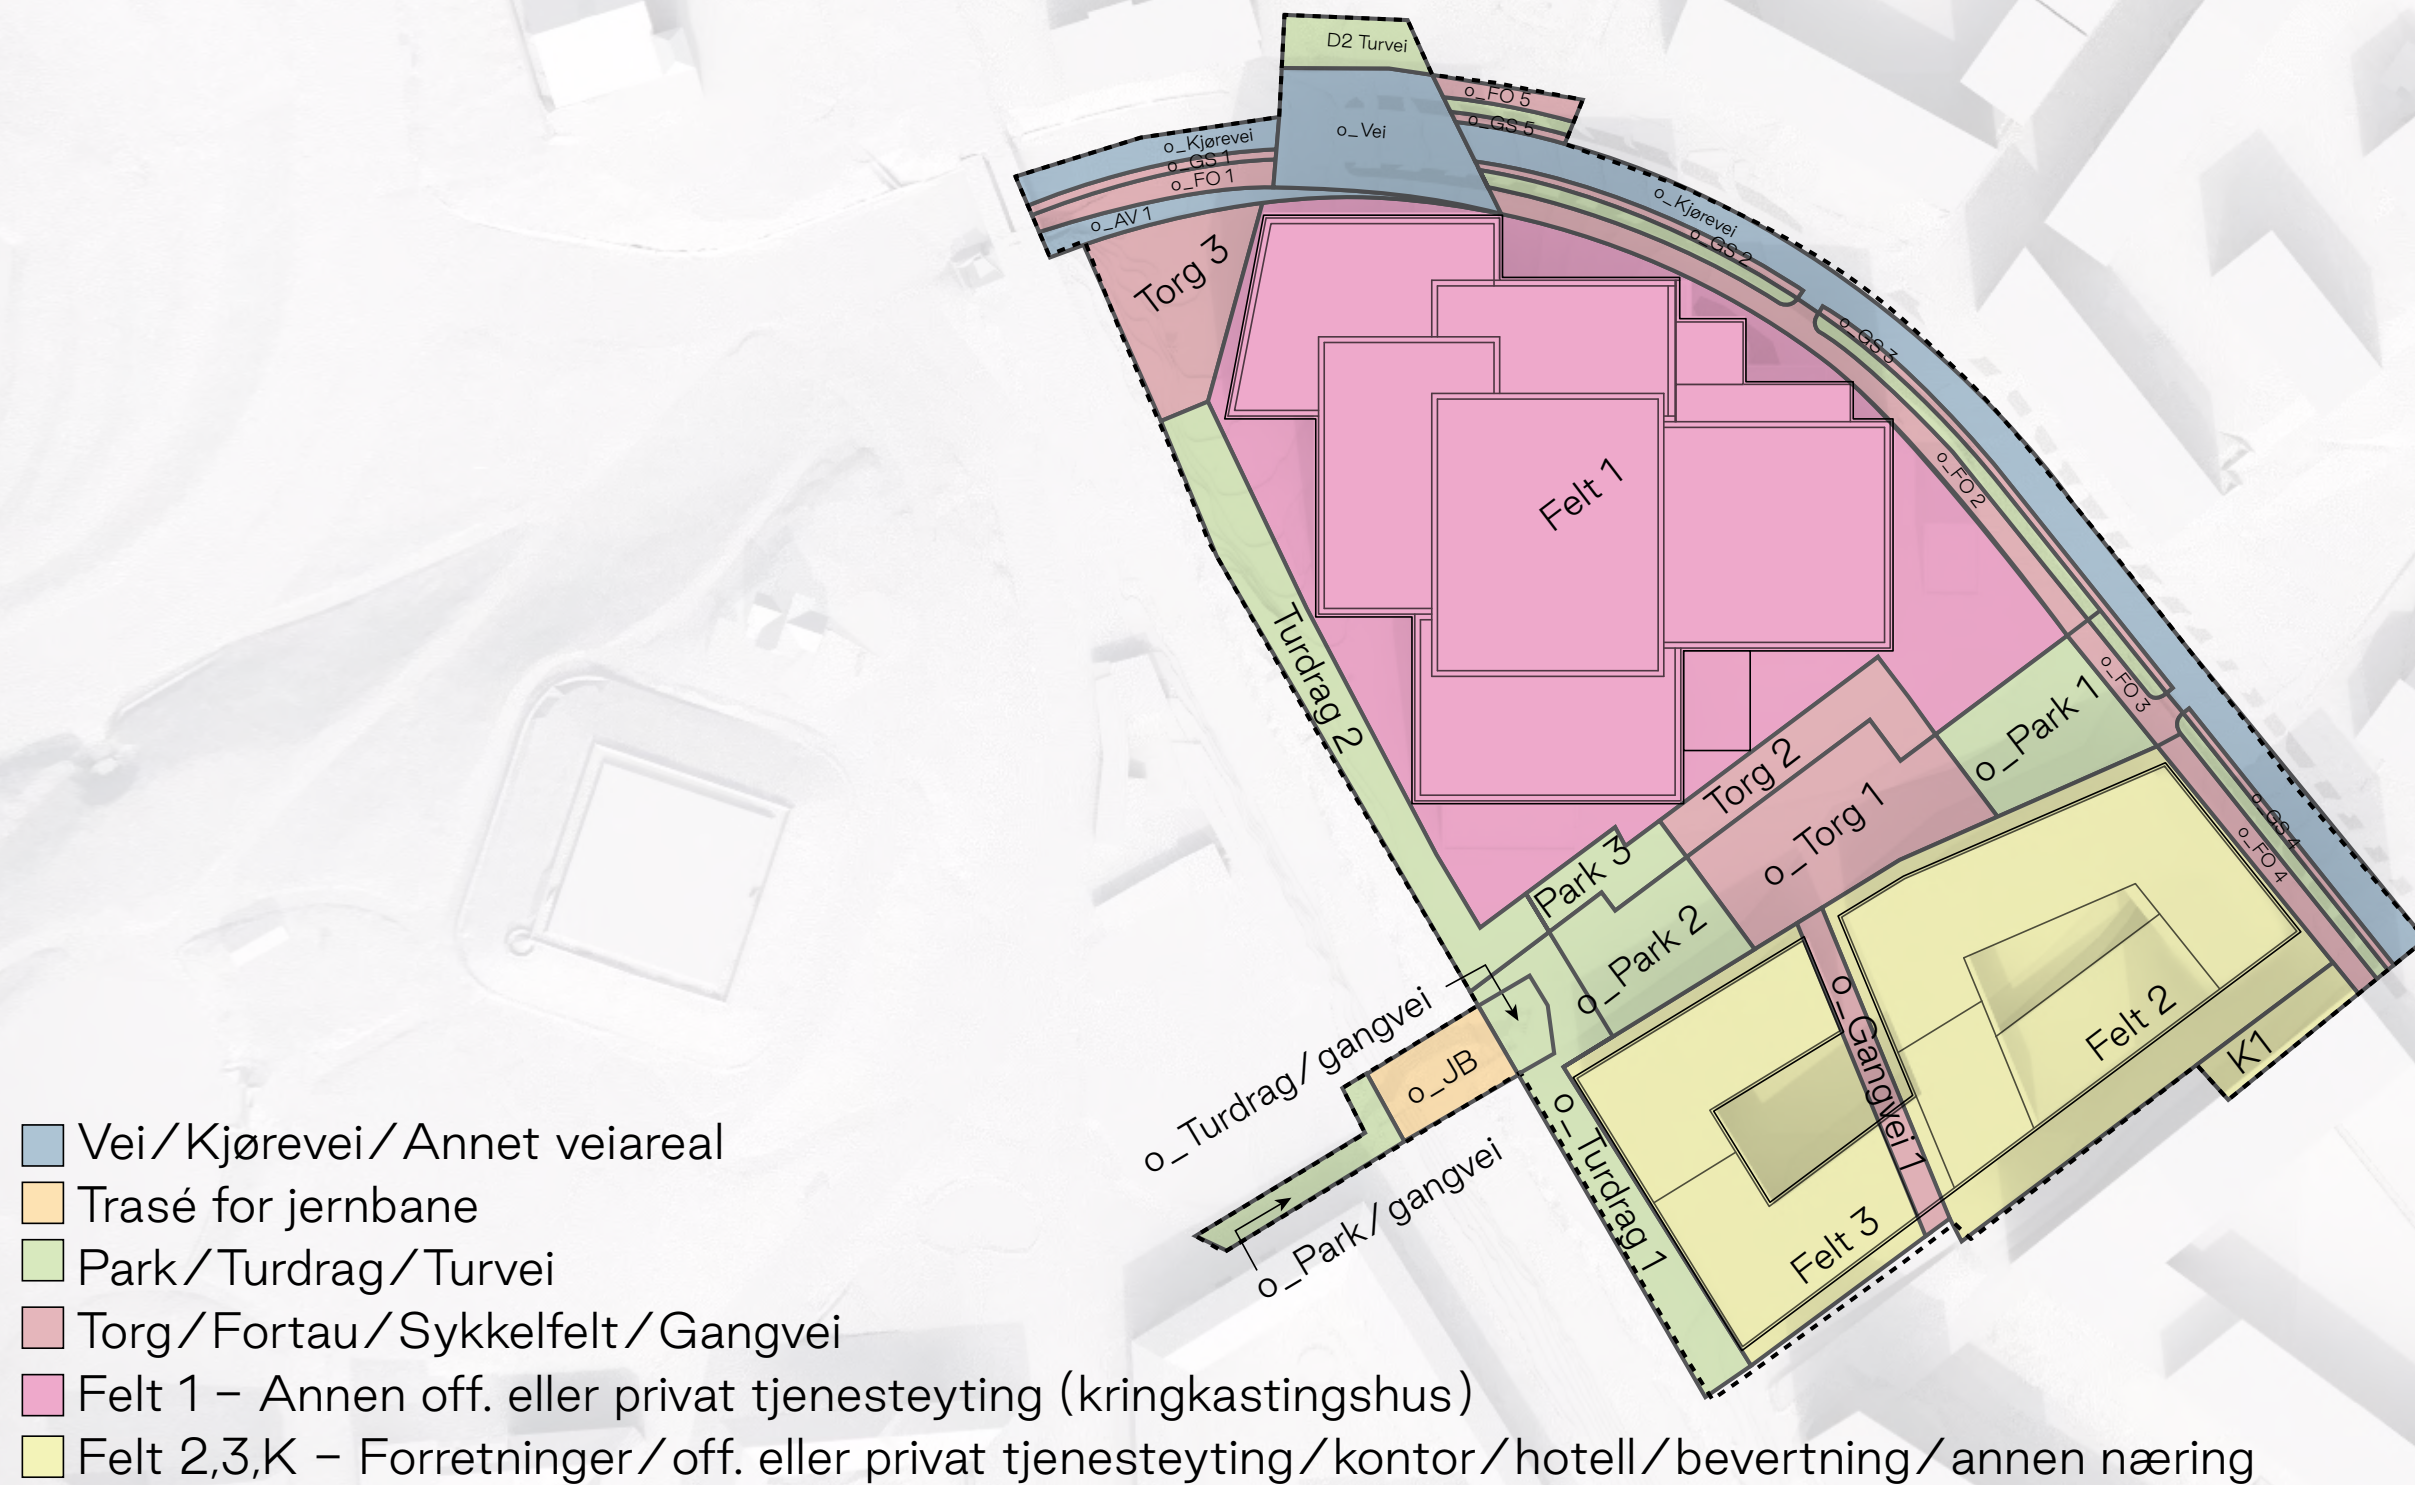 D2 Turvei
o_FO 5
o_GS 5
o_Vei
o_Kjørevei
o_GS 1
o_FO 1
o_AV 1
Torg 3
o_Kjørevei
o_GS 2
o_GS 3
o_FO 2
Felt 1
Turdrag 2
o_FO 3
o_Park 1
Torg 2
o_Torg 1
Park 3
o_Park 2
o_GS 4
o_FO 4
o_Gangvei 1
Felt 2
K1
o_Turdrag/gangvei
o_JB
o_Park/gangvei
o_Turdrag 1
Felt 3
Vei/Kjørevei/Annet veiareal
Trasé for jernbane
Park/Turdrag/Turvei
Torg/Fortau/Sykkelfelt/Gangvei
Felt 1 – Annen off. eller privat tjenesteyting (kringkastingshus)
Felt 2,3,K – Forretninger/off. eller privat tjenesteyting/kontor/hotell/bevertning/annen næring